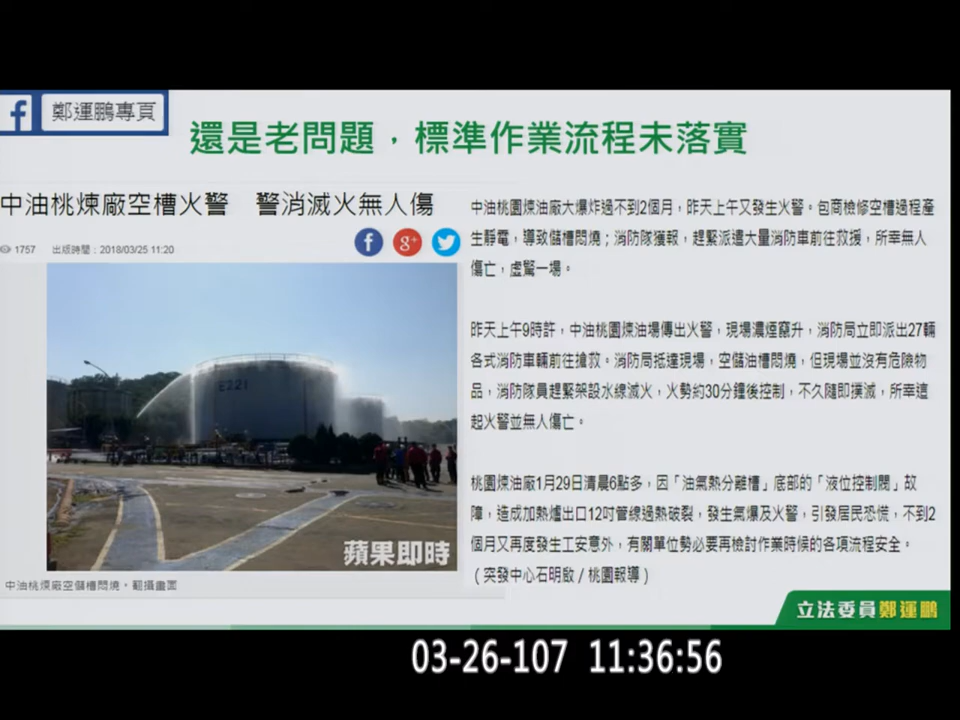 鄭運鵬專頁
還是老問題，標準作業流程未落實
中油桃煉廠空槽火警　警消滅火無人傷
1757 出版時間：2018/03/25 11:20
E221
蘋果即時
中油桃煉廠空儲槽悶燒。翻攝畫面
中油桃園煉油廠大爆炸過不到2個月，昨天上午又發生火警。包商檢修空槽過程產
生靜電，導致儲槽悶燒；消防隊獲報，趕緊派遣大量消防車前往救援，所幸無人
傷亡，虛驚一場。
昨天上午9時許，中油桃園煉油場傳出火警，現場濃煙竄升，消防局立即派出27輛
各式消防車輛前往搶救。消防局抵達現場，空儲油槽悶燒，但現場並沒有危險物
品，消防隊員趕緊架設水線滅火，火勢約30分鐘後控制，不久隨即撲滅，所幸這
起火警並無人傷亡。
桃園煉油廠1月29日清晨6點多，因「油氣熱分離槽」底部的「液位控制閥」故
障，造成加熱爐出口12吋管線過熱破裂，發生氣爆及火警，引發居民恐慌，不到2
個月又再度發生工安意外，有關單位勢必要再檢討作業時候的各項流程安全。
（突發中心石明啟／桃園報導）
立法委員鄭運鵬
03-26-107 11:36:56